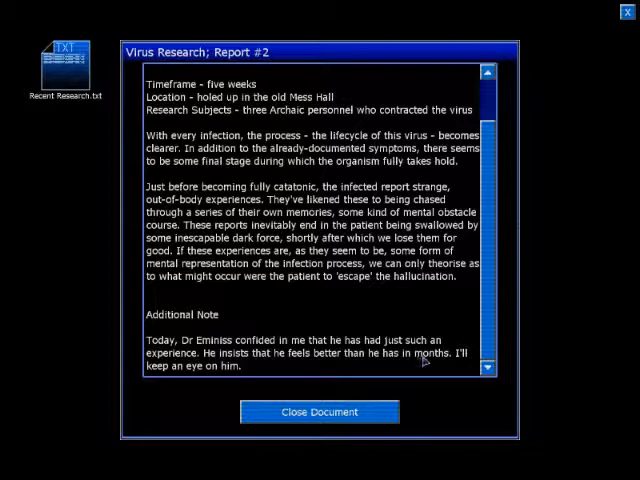 X
TXT
Recent Research.txt
Virus Research; Report #2
Timeframe - five weeks
Location - holed up in the old Mess Hall
Research Subjects - three Archaic personnel who contracted the virus
With every infection, the process - the lifecycle of this virus - becomes
clearer. In addition to the already-documented symptoms, there seems
to be some final stage during which the organism fully takes hold.
Just before becoming fully catatonic, the infected report strange,
out-of-body experiences. They've likened these to being chased
through a series of their own memories, some kind of mental obstacle
course. These reports inevitably end in the patient being swallowed by
some inescapable dark force, shortly after which we lose them for
good. If these experiences are, as they seem to be, some form of
mental representation of the infection process, we can only theorise as
to what might occur were the patient to 'escape' the hallucination.
Additional Note
Today, Dr Eminiss confided in me that he has had just such an
experience. He insists that he feels better than he has in months. I'll
keep an eye on him.
Close Document